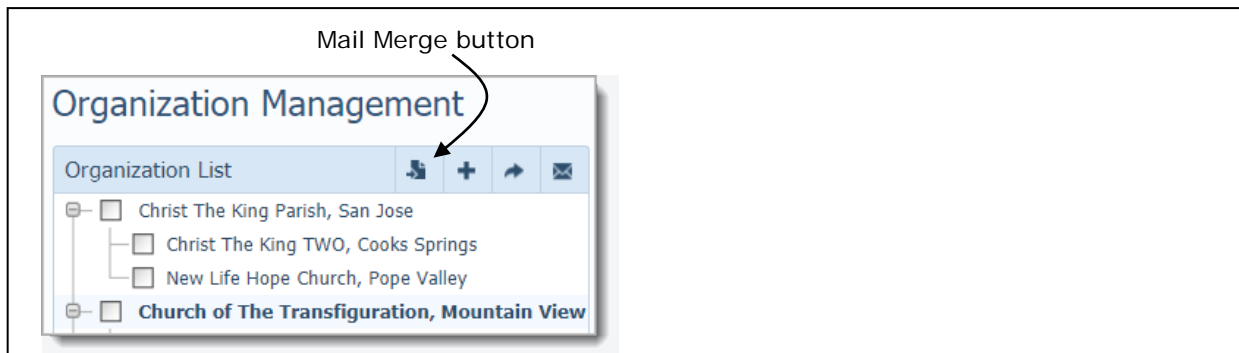 Mail Merge button
Organization Management
Organization List
Christ The King Parish, San Jose
Christ The King TWO, Cooks Springs
New Life Hope Church, Pope Valley
Church of The Transfiguration, Mountain View